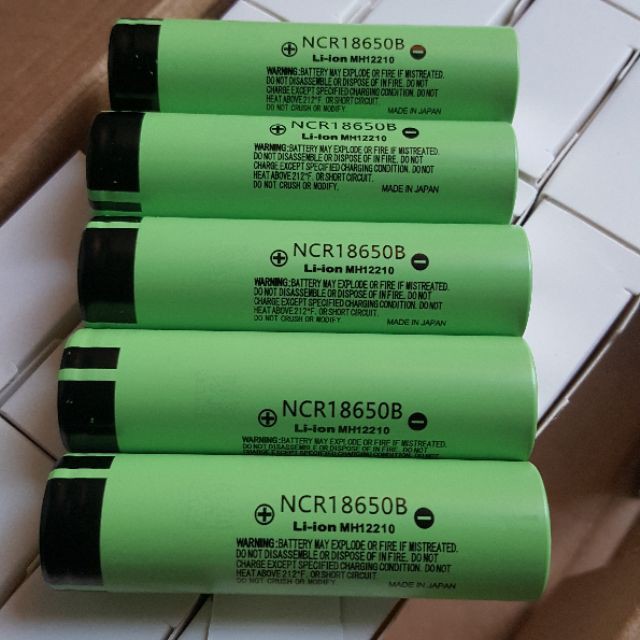 NCR18650B
Li-ion MH12210
WARNING: BATTERY MAY EXPLODE OR FIRE IF MISTREATED.
DO NOT DISASSEMBLE OR DISPOSE OF IN FIRE. DO NOT
CHARGE EXCEPT SPECIFIED CHARGING CONDITION. DO NOT
HEAT ABOVE 212°F. OR SHORT CIRCUIT.
DO NOT CRUSH OR MODIFY. MADE IN JAPAN
NCR18650B
Li-ion MH12210
WARNING: BATTERY MAY EXPLODE OR FIRE IF MISTREATED.
DO NOT DISASSEMBLE OR DISPOSE OF IN FIRE. DO NOT
CHARGE EXCEPT SPECIFIED CHARGING CONDITION. DO NOT
HEAT ABOVE 212°F. OR SHORT CIRCUIT.
DO NOT CRUSH OR MODIFY. MADE IN JAPAN
NCR18650B
Li-ion MH12210
WARNING: BATTERY MAY EXPLODE OR FIRE IF MISTREATED.
DO NOT DISASSEMBLE OR DISPOSE OF IN FIRE. DO NOT
CHARGE EXCEPT SPECIFIED CHARGING CONDITION. DO NOT
HEAT ABOVE 212°F. OR SHORT CIRCUIT.
DO NOT CRUSH OR MODIFY. MADE IN JAPAN
NCR18650B
Li-ion MH12210
WARNING: BATTERY MAY EXPLODE OR FIRE IF MISTREATED.
DO NOT DISASSEMBLE OR DISPOSE OF IN FIRE. DO NOT
NCR18650B
Li-ion MH12210
WARNING: BATTERY MAY EXPLODE OR FIRE IF MISTREATED.
DO NOT DISASSEMBLE OR DISPOSE OF IN FIRE. DO NOT
CHARGE EXCEPT SPECIFIED CHARGING CONDITION. DO NOT
HEAT ABOVE 212°F. OR SHORT CIRCUIT.
DO NOT CRUSH OR MODIFY. MADE IN JAPAN